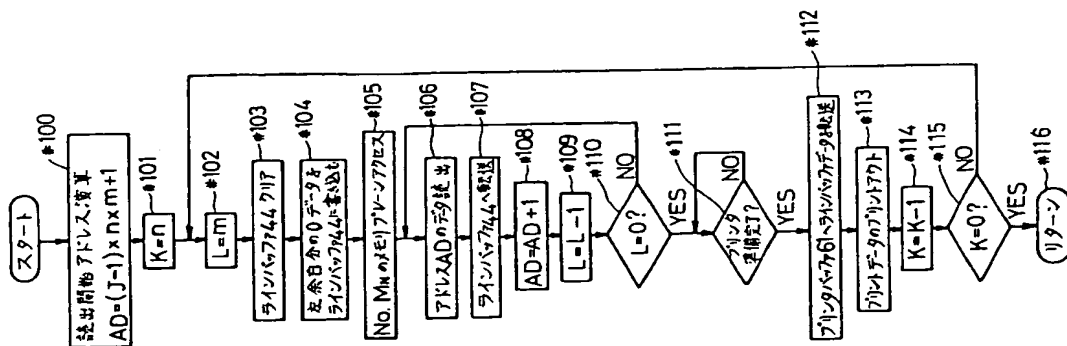 スタート
#100
読出開始アドレス演算
AD=(J-1)×n×m+1
#101
K=n
#102
L=m
#103
ラインバッファ44クリア
#104
左余白分の0データを
ラインバッファ44に書き込む
#105
No. MNのメモリプレーンアクセス
#106
アドレスADのデータ読出
#107
ラインバッファ44へ転送
#108
AD=AD+1
#109
L=L-1
#110
L=0?
NO
YES
#111
プリンタ
準備完了?
NO
YES
#112
プリンタバッファ61へラインバッファデータを転送
#113
プリントデータのプリントアウト
#114
K=K-1
#115
K=0?
NO
YES
#116
リターン